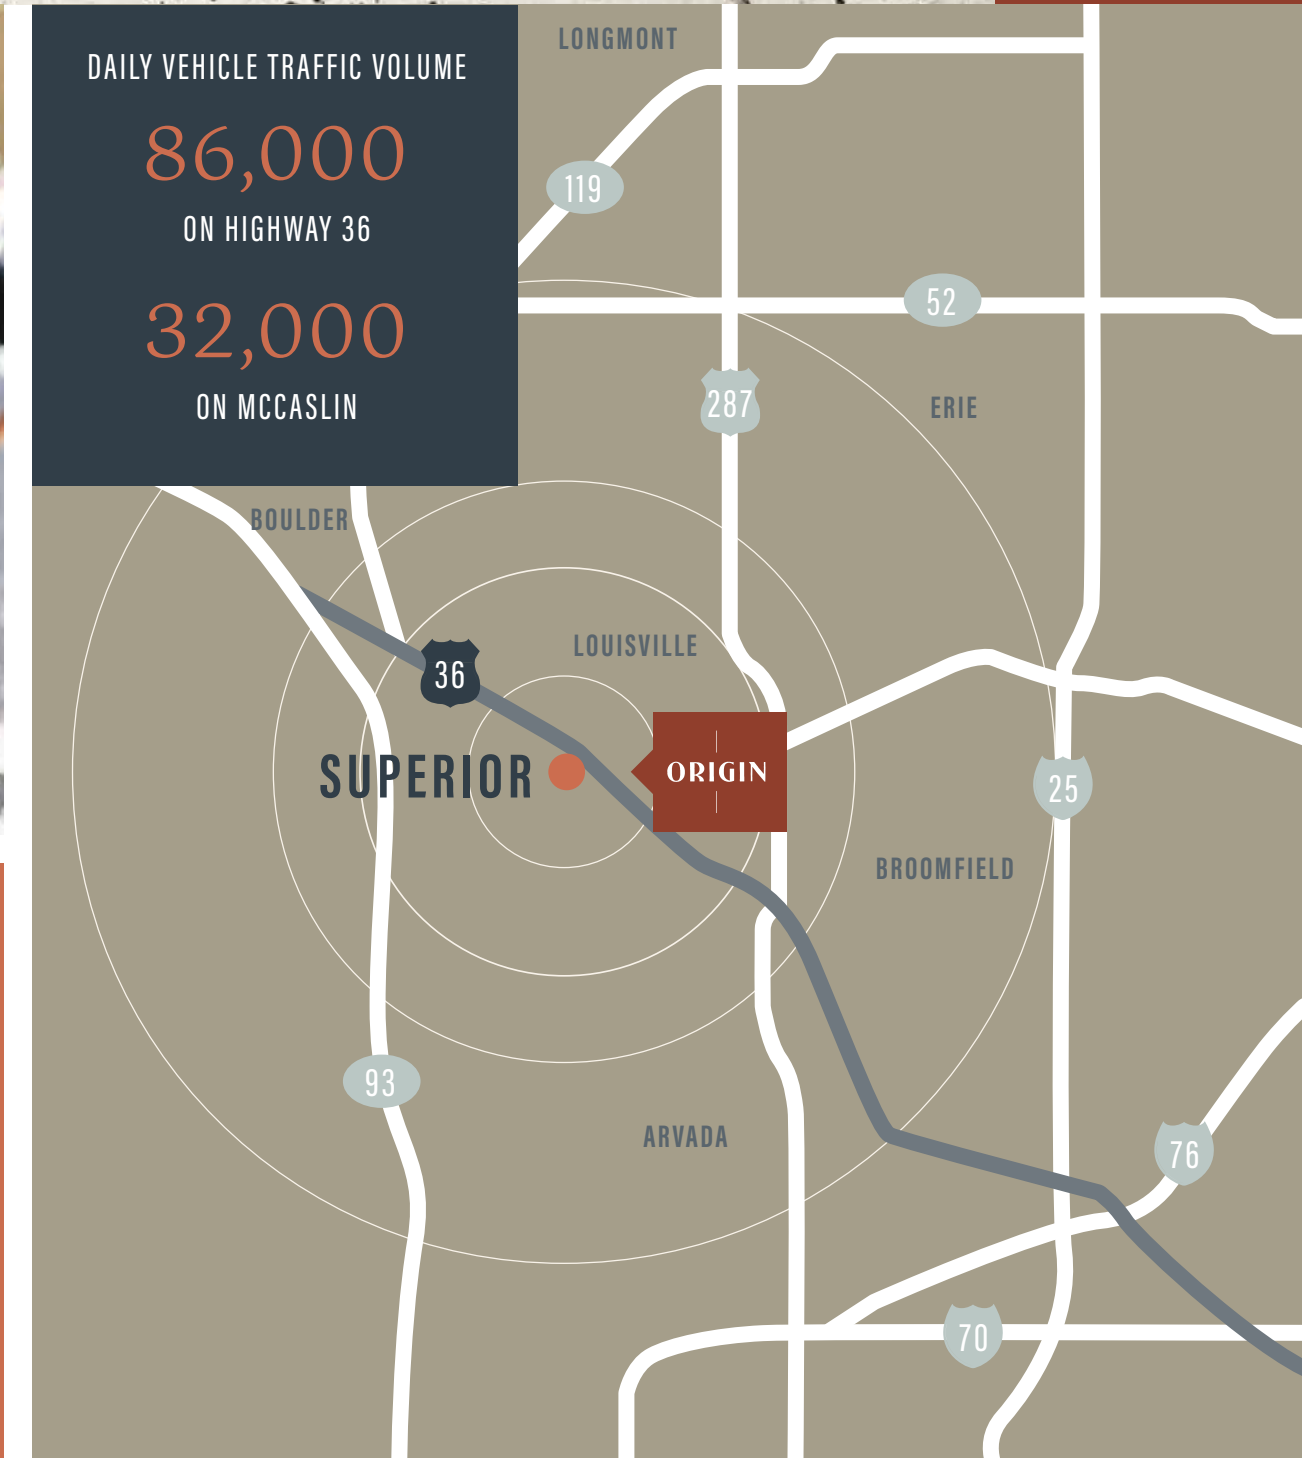 DAILY VEHICLE TRAFFIC VOLUME
86,000
ON HIGHWAY 36
32,000
ON MCCASLIN
LONGMONT
119
52
287
ERIE
BOULDER
LOUISVILLE
36
SUPERIOR
ORIGIN
25
BROOMFIELD
93
ARVADA
76
70